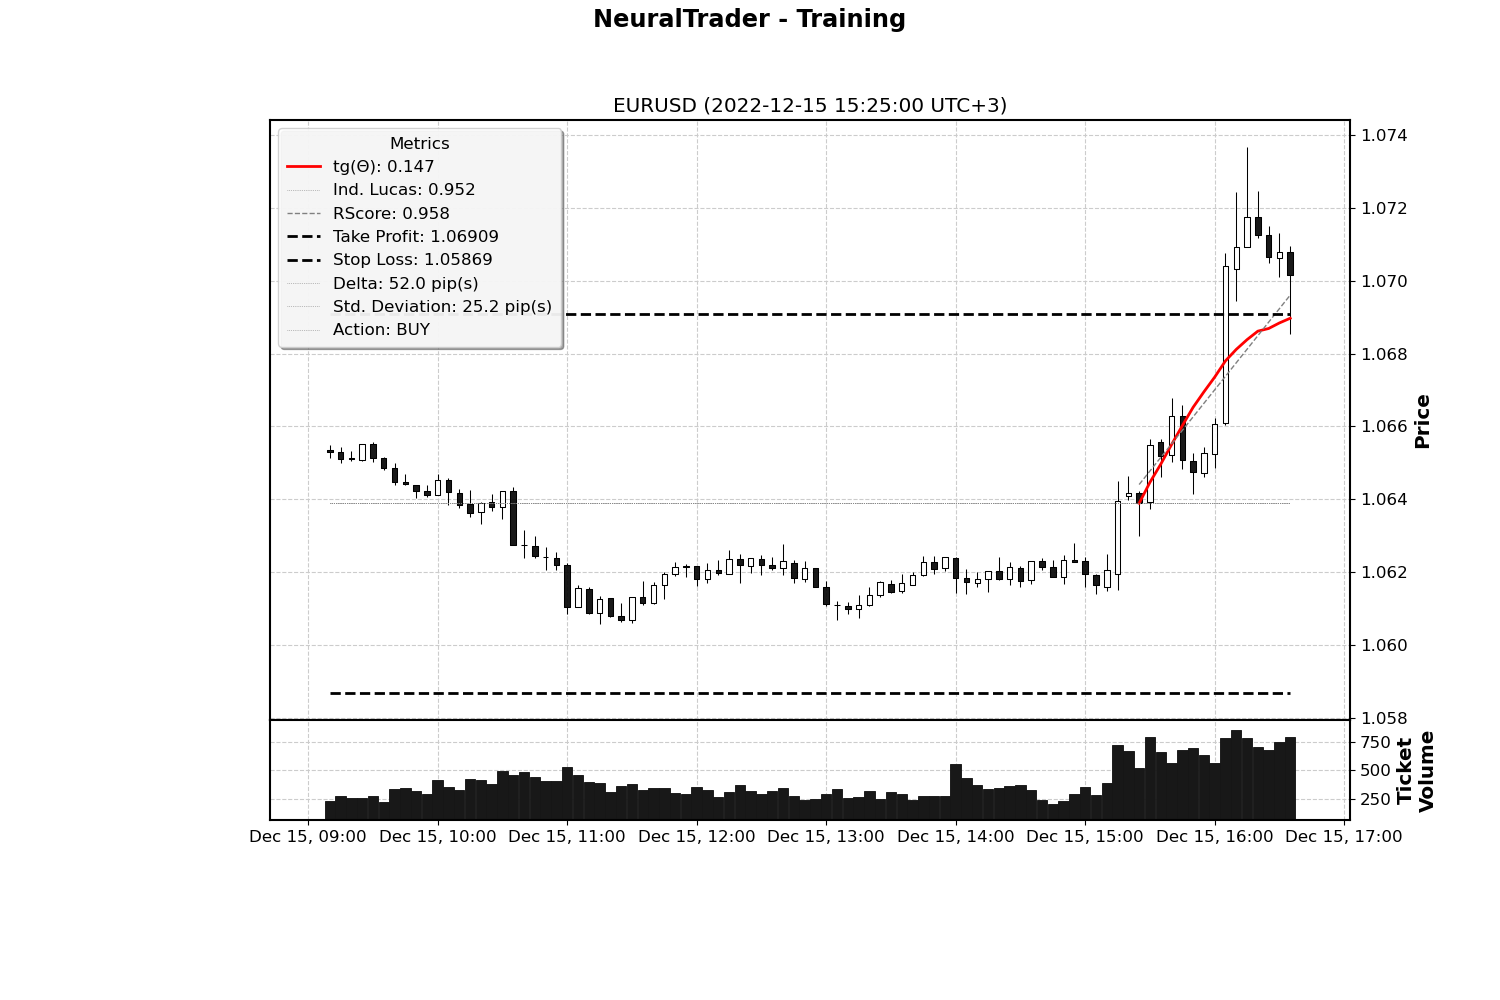 NeuralTrader - Training
EURUSD (2022-12-15 15:25:00 UTC+3)
Metrics
tg(Θ): 0.147
Ind. Lucas: 0.952
RScore: 0.958
Take Profit: 1.06909
Stop Loss: 1.05869
Delta: 52.0 pip(s)
Std. Deviation: 25.2 pip(s)
Action: BUY
1.074
1.072
1.070
1.068
1.066
1.064
1.062
1.060
1.058
Price
750
500
250
Ticket
Volume
Dec 15, 09:00 Dec 15, 10:00 Dec 15, 11:00 Dec 15, 12:00 Dec 15, 13:00 Dec 15, 14:00 Dec 15, 15:00 Dec 15, 16:00 Dec 15, 17:00